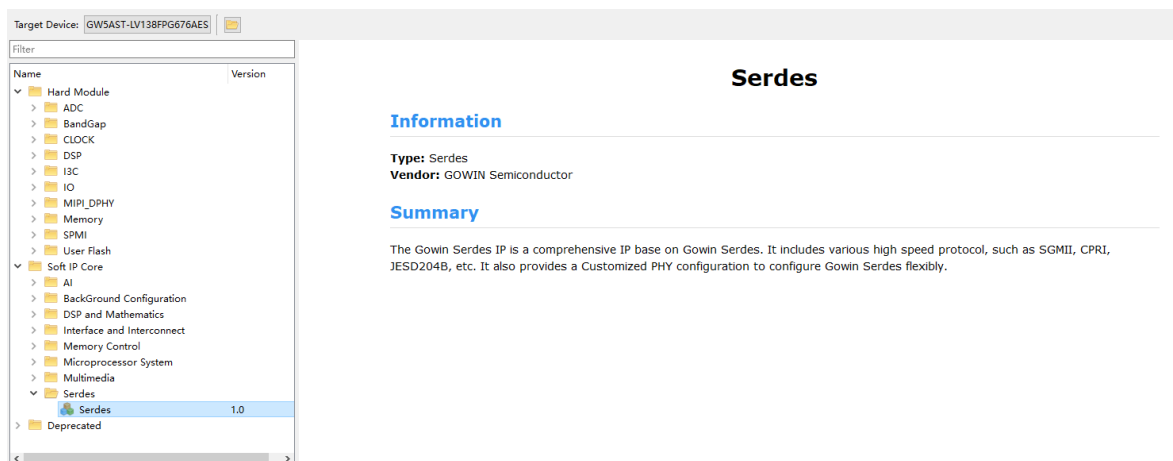 Target Device: GW5AST-LV138FPG676AES
Filter
Name Version
Hard Module
ADC
BandGap
CLOCK
DSP
I3C
IO
MIPI_DPHY
Memory
SPMI
User Flash
Soft IP Core
AI
BackGround Configuration
DSP and Mathematics
Interface and Interconnect
Memory Control
Microprocessor System
Multimedia
Serdes
Serdes 1.0
Deprecated
Serdes
Information
Type: Serdes
Vendor: GOWIN Semiconductor
Summary
The Gowin Serdes IP is a comprehensive IP base on Gowin Serdes. It includes various high speed protocol, such as SGMII, CPRI,
JESD204B, etc. It also provides a Customized PHY configuration to configure Gowin Serdes flexibly.